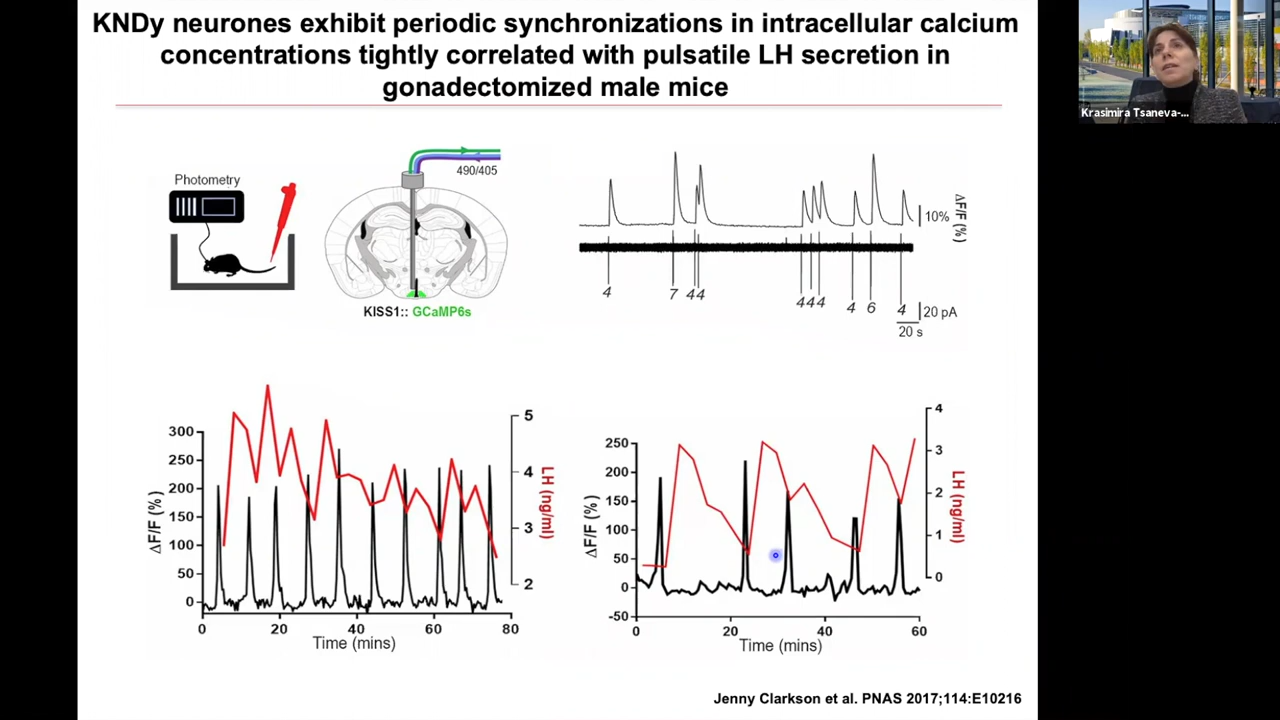 KNDy neurones exhibit periodic synchronizations in intracellular calcium
concentrations tightly correlated with pulsatile LH secretion in
gonadectomized male mice
Krasimira Tsaneva-...
Photometry
490/405
KISS1:: GCaMP6s
10%
ΔF/F (%)
4 7 44 444 4 6 4
20 pA
20 s
300
250
200
150
100
50
0
ΔF/F (%)
5
4
3
2
LH (ng/ml)
0 20 40 60 80
Time (mins)
250
200
150
100
50
0
-50
ΔF/F (%)
4
3
2
1
0
LH (ng/ml)
0 20 40 60
Time (mins)
Jenny Clarkson et al. PNAS 2017;114:E10216